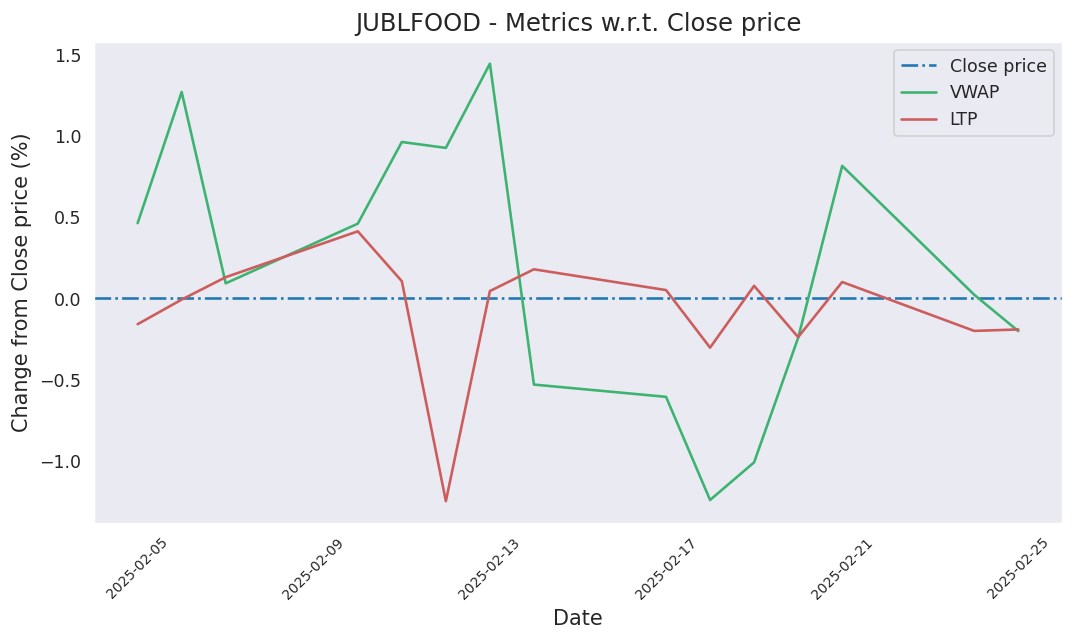 JUBLFOOD - Metrics w.r.t. Close price
Change from Close price (%)
1.5
1.0
0.5
0.0
−0.5
−1.0
Close price
VWAP
LTP
2025-02-05
2025-02-09
2025-02-13
2025-02-17
2025-02-21
2025-02-25
Date